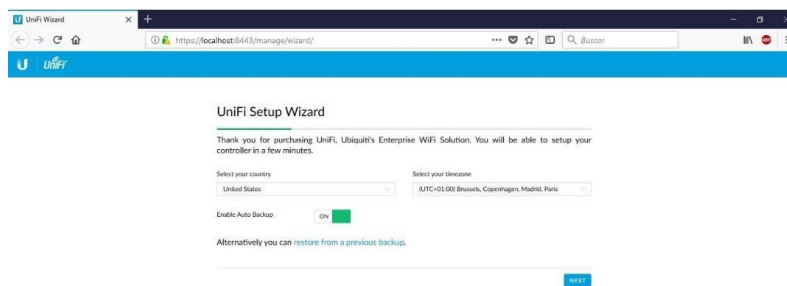 UniFi Wizard
https://localhost:8443/manage/wizard/
Buscar
U UniFi
UniFi Setup Wizard
Thank you for purchasing UniFi, Ubiquiti's Enterprise WiFi Solution. You will be able to setup your
controller in a few minutes.
Select your country Select your timezone
United States (UTC+01:00) Brussels, Copenhagen, Madrid, Paris
Enable Auto Backup ON
Alternatively you can restore from a previous backup.
NEXT